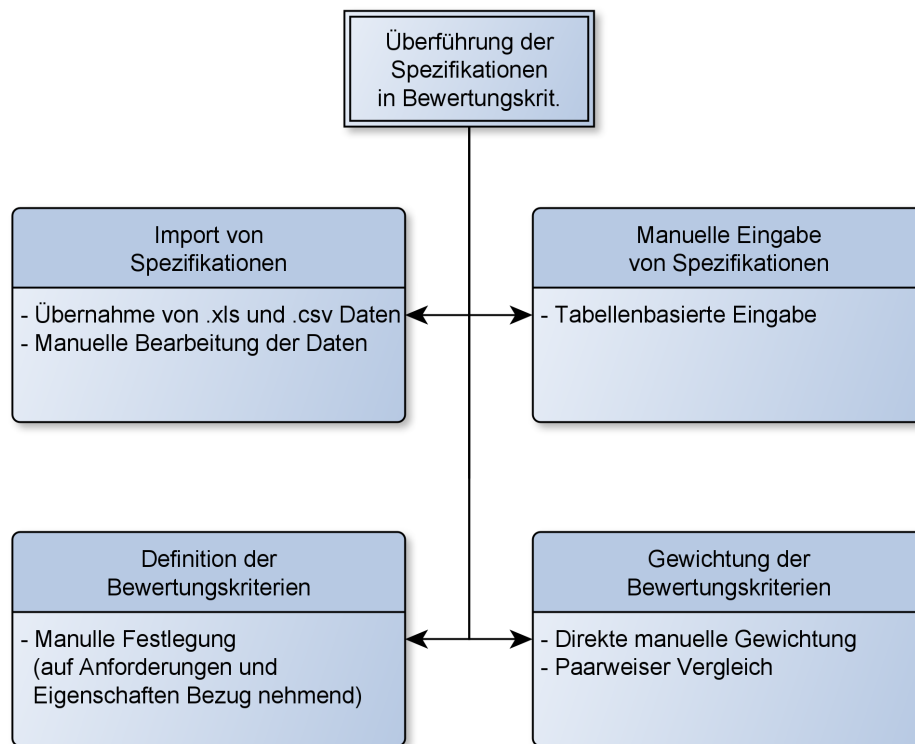 Überführung der
Spezifikationen
in Bewertungskrit.
Import von
Spezifikationen
- Übernahme von .xls und .csv Daten
- Manuelle Bearbeitung der Daten
Manuelle Eingabe
von Spezifikationen
- Tabellenbasierte Eingabe
Definition der
Bewertungskriterien
- Manulle Festlegung
(auf Anforderungen und
Eigenschaften Bezug nehmend)
Gewichtung der
Bewertungskriterien
- Direkte manuelle Gewichtung
- Paarweiser Vergleich